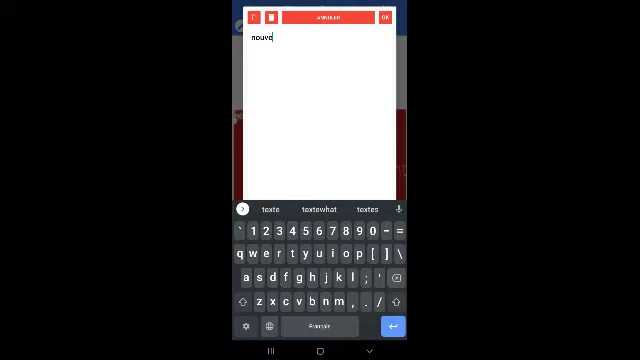 T ANNULER OK
nouve
texte textewhat textes
` 1 2 3 4 5 6 7 8 9 0 - =
q w e r t y u i o p [ ] \
a s d f g h j k l ; '
z x c v b n m , . /
Français